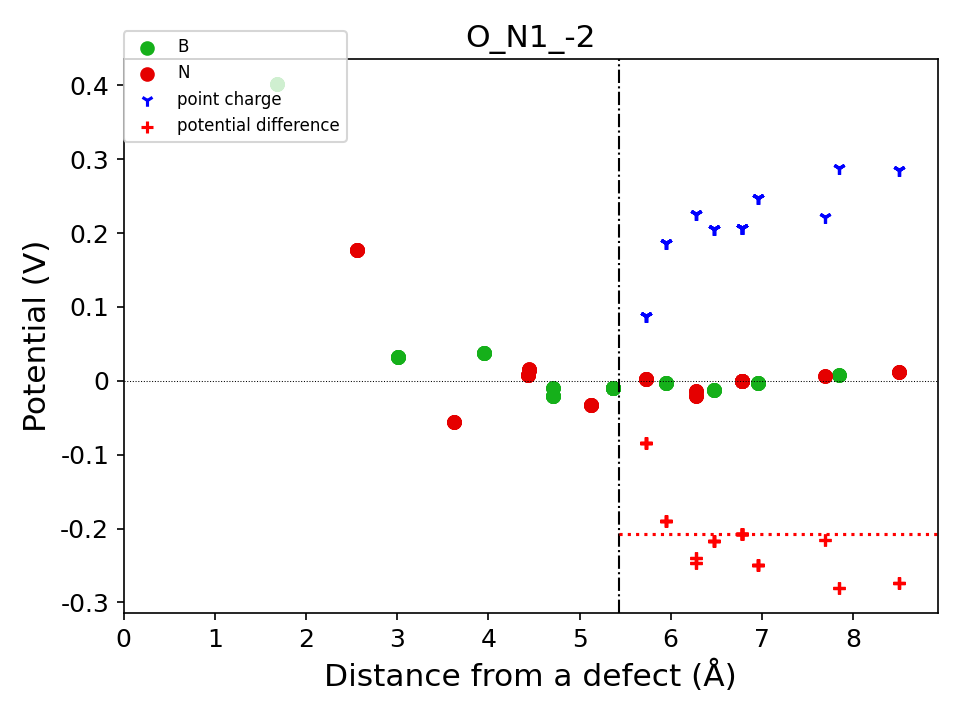 O_N1_-2
B
N
point charge
potential difference
0.4
0.3
0.2
0.1
0
-0.1
-0.2
-0.3
Potential (V)
0 1 2 3 4 5 6 7 8
Distance from a defect (Å)